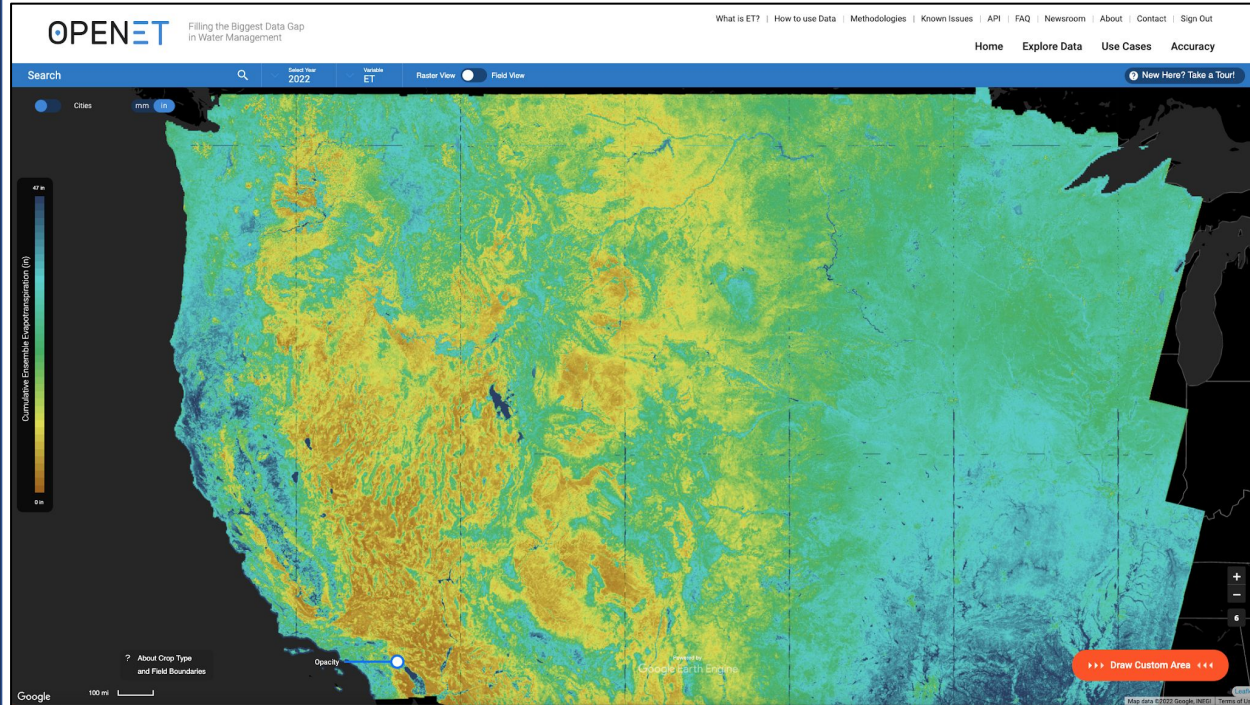 OPENET
Filling the Biggest Data Gap
in Water Management
What is ET? | How to use Data | Methodologies | Known Issues | API | FAQ | Newsroom | About | Contact | Sign Out
Home Explore Data Use Cases Accuracy
Search
Select Year
2022
Variable
ET
Raster View Field View
? New Here? Take a Tour!
Cities
mm in
47 in
Cumulative Ensemble Evapotranspiration (in)
0 in
+
−
6
? About Crop Type
and Field Boundaries
Opacity
Powered by
Google Earth Engine
Draw Custom Area
Google
100 mi
Map data ©2022 Google, INEGI